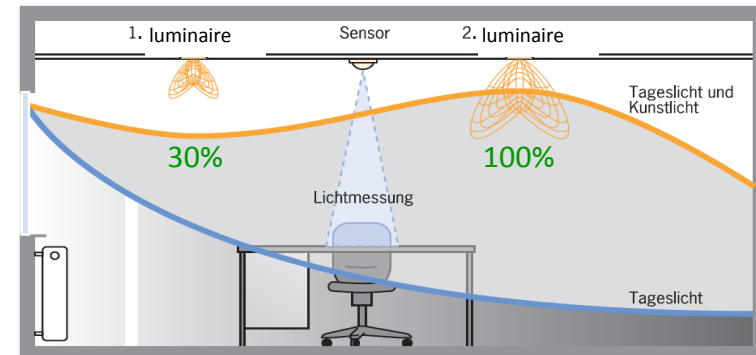 1. luminaire
Sensor
2. luminaire
Tageslicht und
Kunstlicht
30%
100%
Lichtmessung
Tageslicht